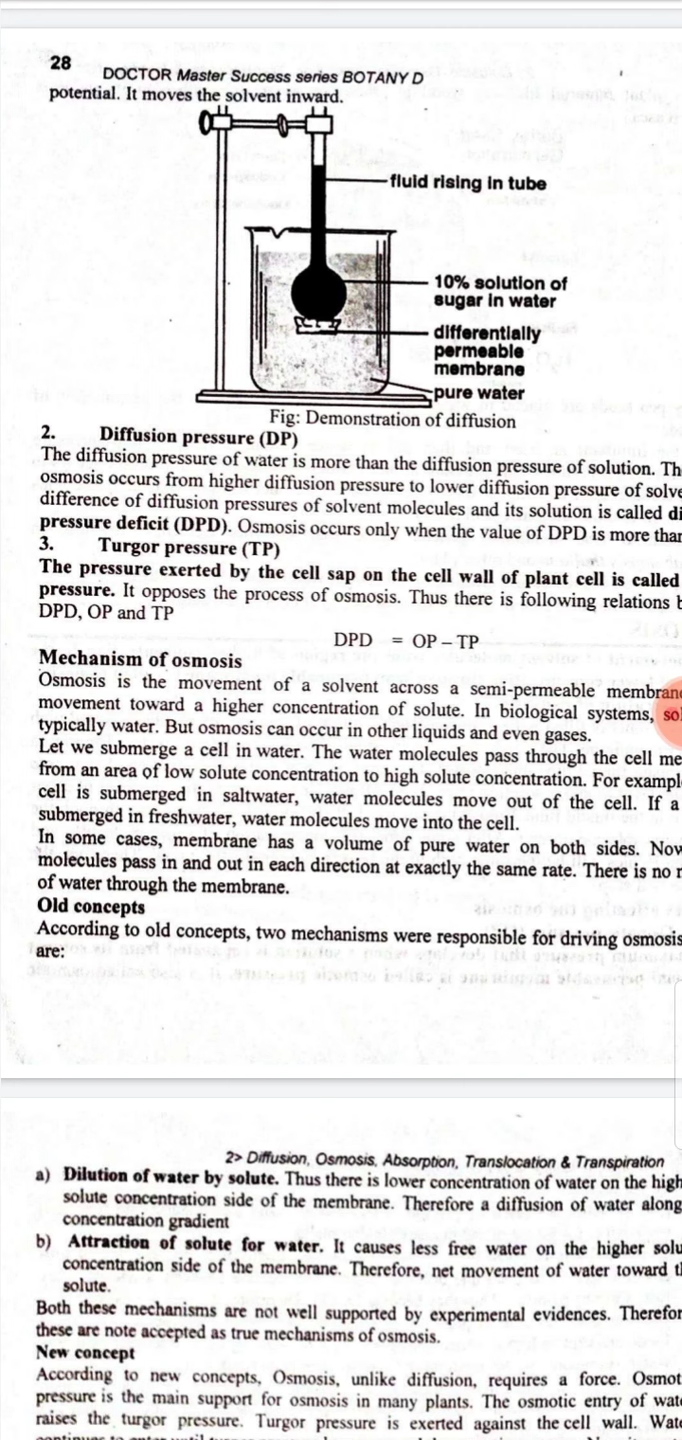 28
DOCTOR Master Success series BOTANY D
potential. It moves the solvent inward.
fluid rising in tube
10% solution of
sugar in water
differentially
permeable
membrane
pure water
Fig: Demonstration of diffusion
2. Diffusion pressure (DP)
The diffusion pressure of water is more than the diffusion pressure of solution. Th
osmosis occurs from higher diffusion pressure to lower diffusion pressure of solve
difference of diffusion pressures of solvent molecules and its solution is called di
pressure deficit (DPD). Osmosis occurs only when the value of DPD is more than
3. Turgor pressure (TP)
The pressure exerted by the cell sap on the cell wall of plant cell is called
pressure. It opposes the process of osmosis. Thus there is following relations b
DPD, OP and TP
DPD = OP – TP
Mechanism of osmosis
Osmosis is the movement of a solvent across a semi-permeable membrane
movement toward a higher concentration of solute. In biological systems, sol
typically water. But osmosis can occur in other liquids and even gases.
Let we submerge a cell in water. The water molecules pass through the cell me
from an area of low solute concentration to high solute concentration. For example
cell is submerged in saltwater, water molecules move out of the cell. If a
submerged in freshwater, water molecules move into the cell.
In some cases, membrane has a volume of pure water on both sides. Now
molecules pass in and out in each direction at exactly the same rate. There is no n
of water through the membrane.
Old concepts
According to old concepts, two mechanisms were responsible for driving osmosis
are:
2> Diffusion, Osmosis, Absorption, Translocation & Transpiration
a) Dilution of water by solute. Thus there is lower concentration of water on the high
solute concentration side of the membrane. Therefore a diffusion of water along
concentration gradient
b) Attraction of solute for water. It causes less free water on the higher solu
concentration side of the membrane. Therefore, net movement of water toward t
solute.
Both these mechanisms are not well supported by experimental evidences. Therefor
these are note accepted as true mechanisms of osmosis.
New concept
According to new concepts, Osmosis, unlike diffusion, requires a force. Osmot
pressure is the main support for osmosis in many plants. The osmotic entry of wate
raises the turgor pressure. Turgor pressure is exerted against the cell wall. Wate